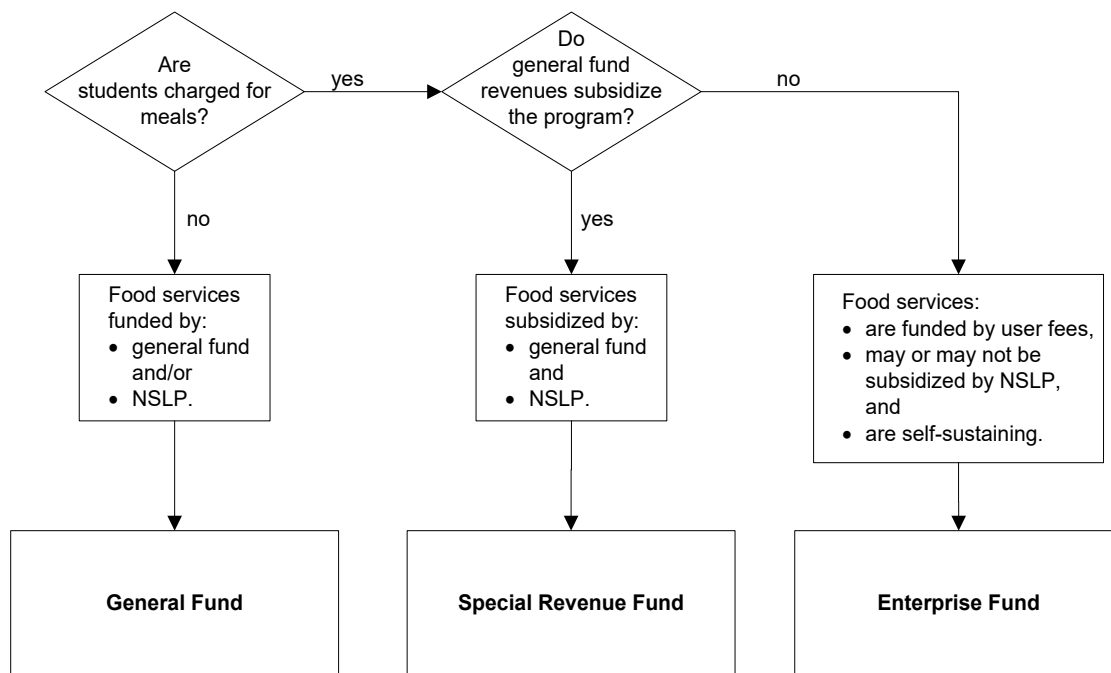 Are
students charged for
meals?
yes
Do
general fund
revenues subsidize
the program?
no
no
yes
Food services
funded by:
• general fund
and/or
• NSLP.
Food services
subsidized by:
• general fund
and
• NSLP.
Food services:
• are funded by user fees,
• may or may not be
subsidized by NSLP,
and
• are self-sustaining.
General Fund
Special Revenue Fund
Enterprise Fund